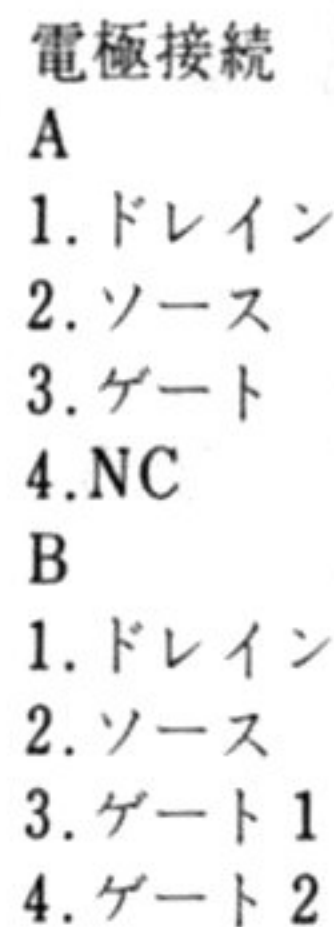 電極接続
A
1. ドレイン
2. ソース
3. ゲート
4.NC
B
1. ドレイン
2. ソース
3. ゲート 1
4. ゲート 2